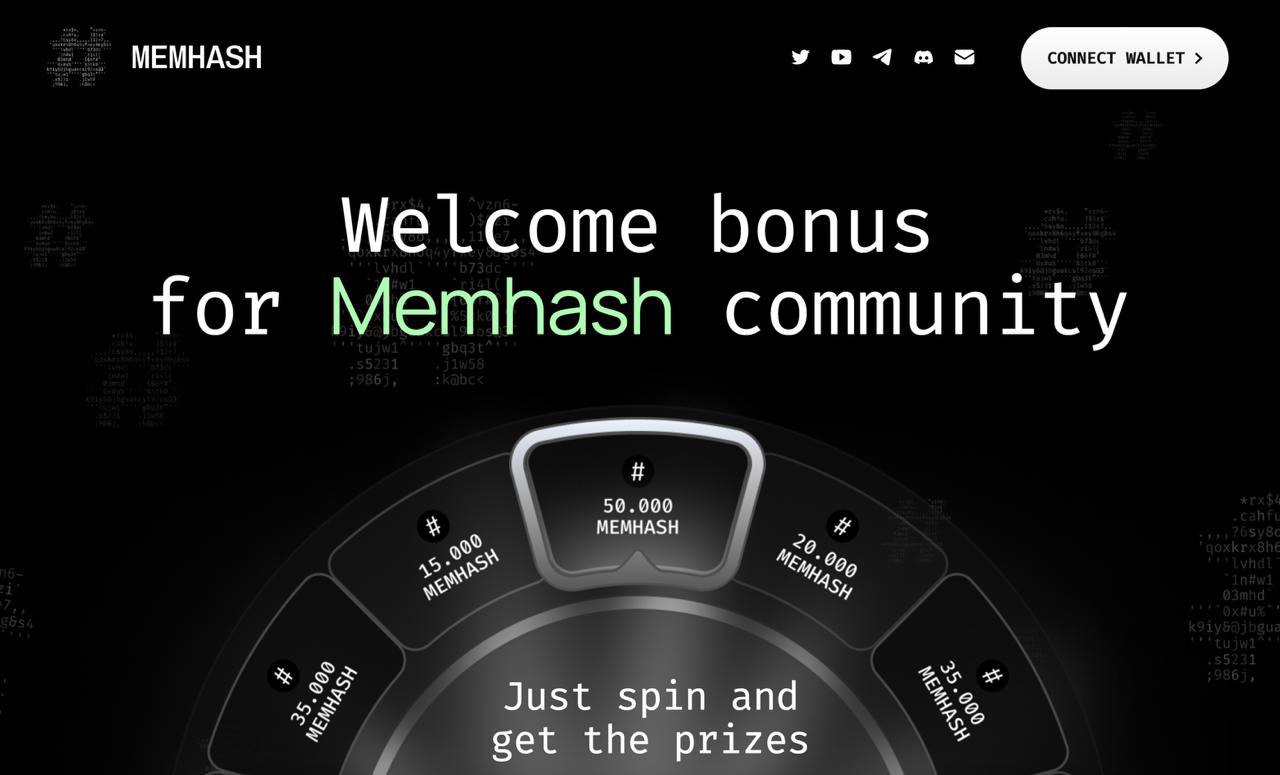 MEMHASH
CONNECT WALLET >
Welcome bonus
for Memhash community
#
50.000
MEMHASH
#
15.000
MEMHASH
#
20.000
MEMHASH
#
35.000
MEMHASH
#
35.000
MEMHASH
Just spin and
get the prizes